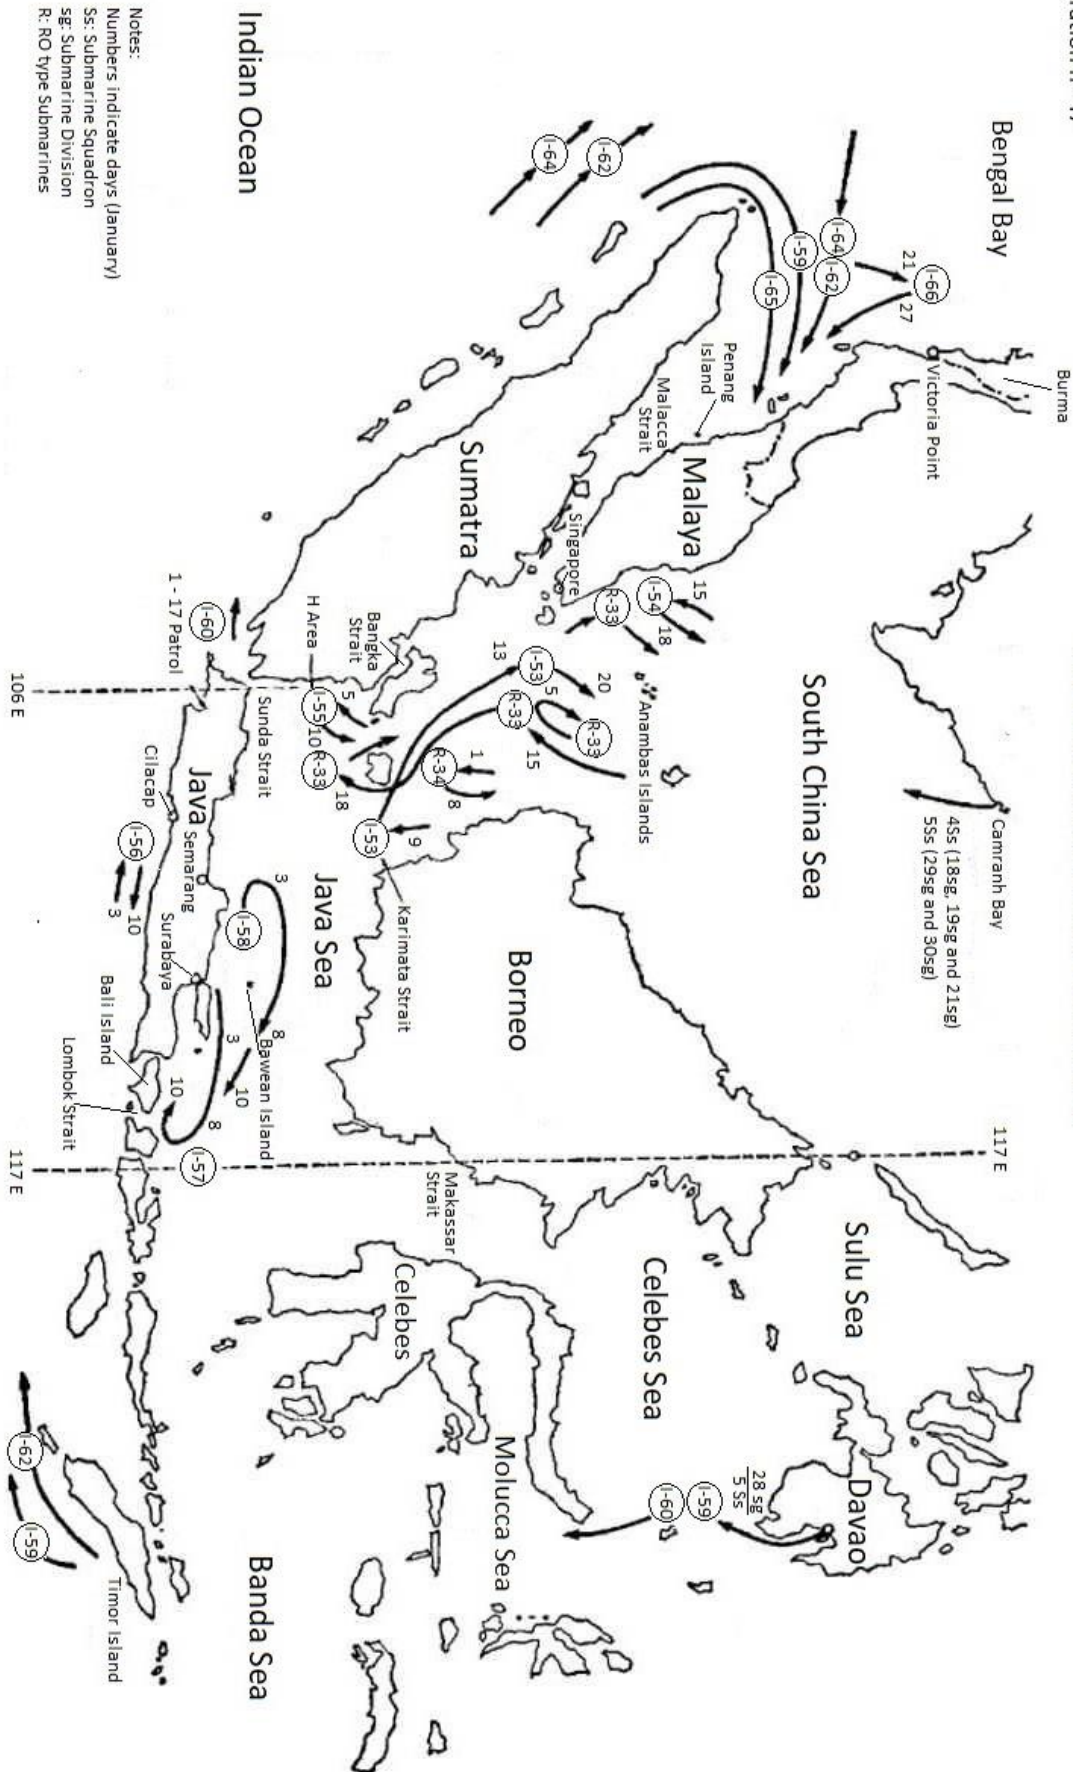 Burma
Bengal Bay
Victoria Point
Camranh Bay
4Ss (18sg, 19sg and 21sg)
5Ss (29sg and 30sg)
117 E
I-66
21
27
I-64
I-62
I-59
I-65
South China Sea
Sulu Sea
Davao
28 sg
5 Ss
I-59
I-60
Penang
Island
Malacca
Strait
Malaya
15
I-54
18
R-33
Singapore
Anambas Islands
20
I-53
5
R-33
R-33
13
15
Celebes Sea
I-62
I-64
Sumatra
Borneo
Molucca Sea
1
R-34
8
Makassar
Strait
Celebes
9
I-53
Karimata Strait
Bangka
Strait
H Area
5
I-55
10
R-33
18
Java Sea
Indian Ocean
Sunda Strait
3
I-58
8
Bawean Island
10
Banda Sea
I-60
1 - 17 Patrol
Java
Semarang
Cilacap
Surabaya
3
8
10
I-57
I-56
3
10
Bali Island
Lombok Strait
Timor Island
I-62
I-59
106 E
117 E
Notes:
Numbers indicate days (January)
Ss: Submarine Squadron
sg: Submarine Division
R: RO type Submarines